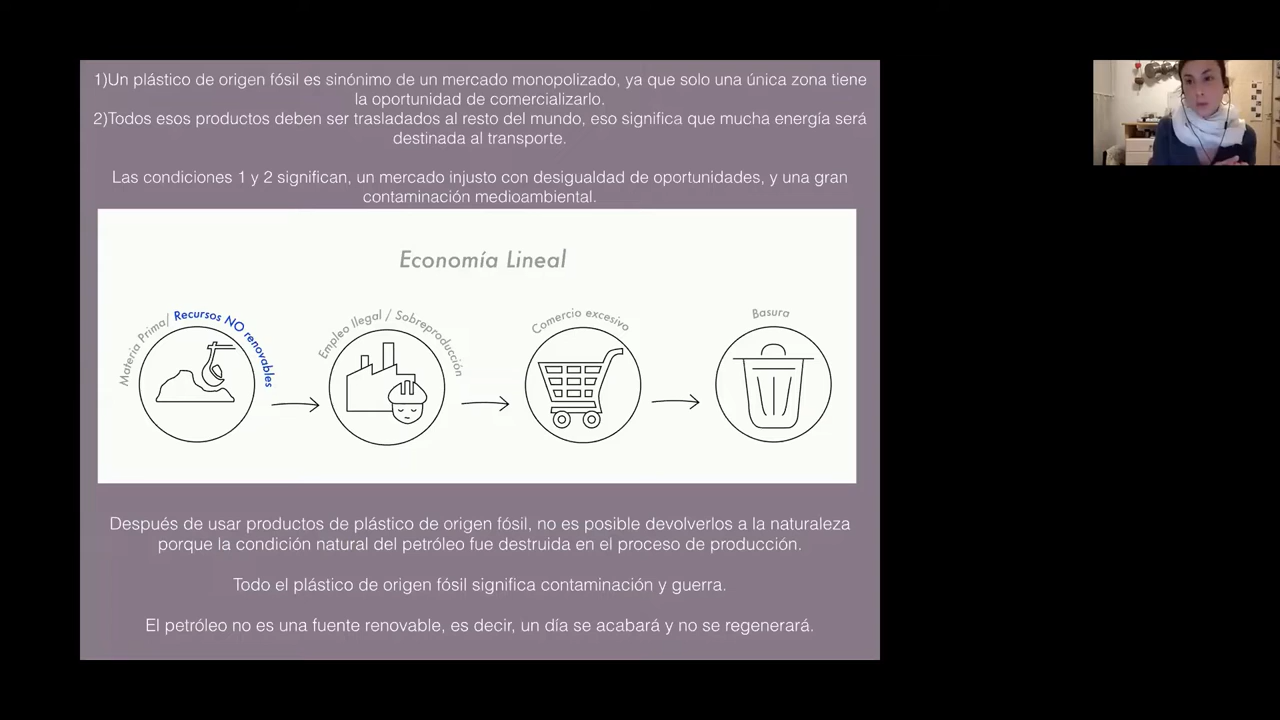 1)Un plástico de origen fósil es sinónimo de un mercado monopolizado, ya que solo una única zona tiene
la oportunidad de comercializarlo.
2)Todos esos productos deben ser trasladados al resto del mundo, eso significa que mucha energía será
destinada al transporte.
Las condiciones 1 y 2 significan, un mercado injusto con desigualdad de oportunidades, y una gran
contaminación medioambiental.
Economía Lineal
Materia Prima/ Recursos NO renovables
Empleo Ilegal / Sobreproducción
Comercio excesivo
Basura
Después de usar productos de plástico de origen fósil, no es posible devolverlos a la naturaleza
porque la condición natural del petróleo fue destruida en el proceso de producción.
Todo el plástico de origen fósil significa contaminación y guerra.
El petróleo no es una fuente renovable, es decir, un día se acabará y no se regenerará.